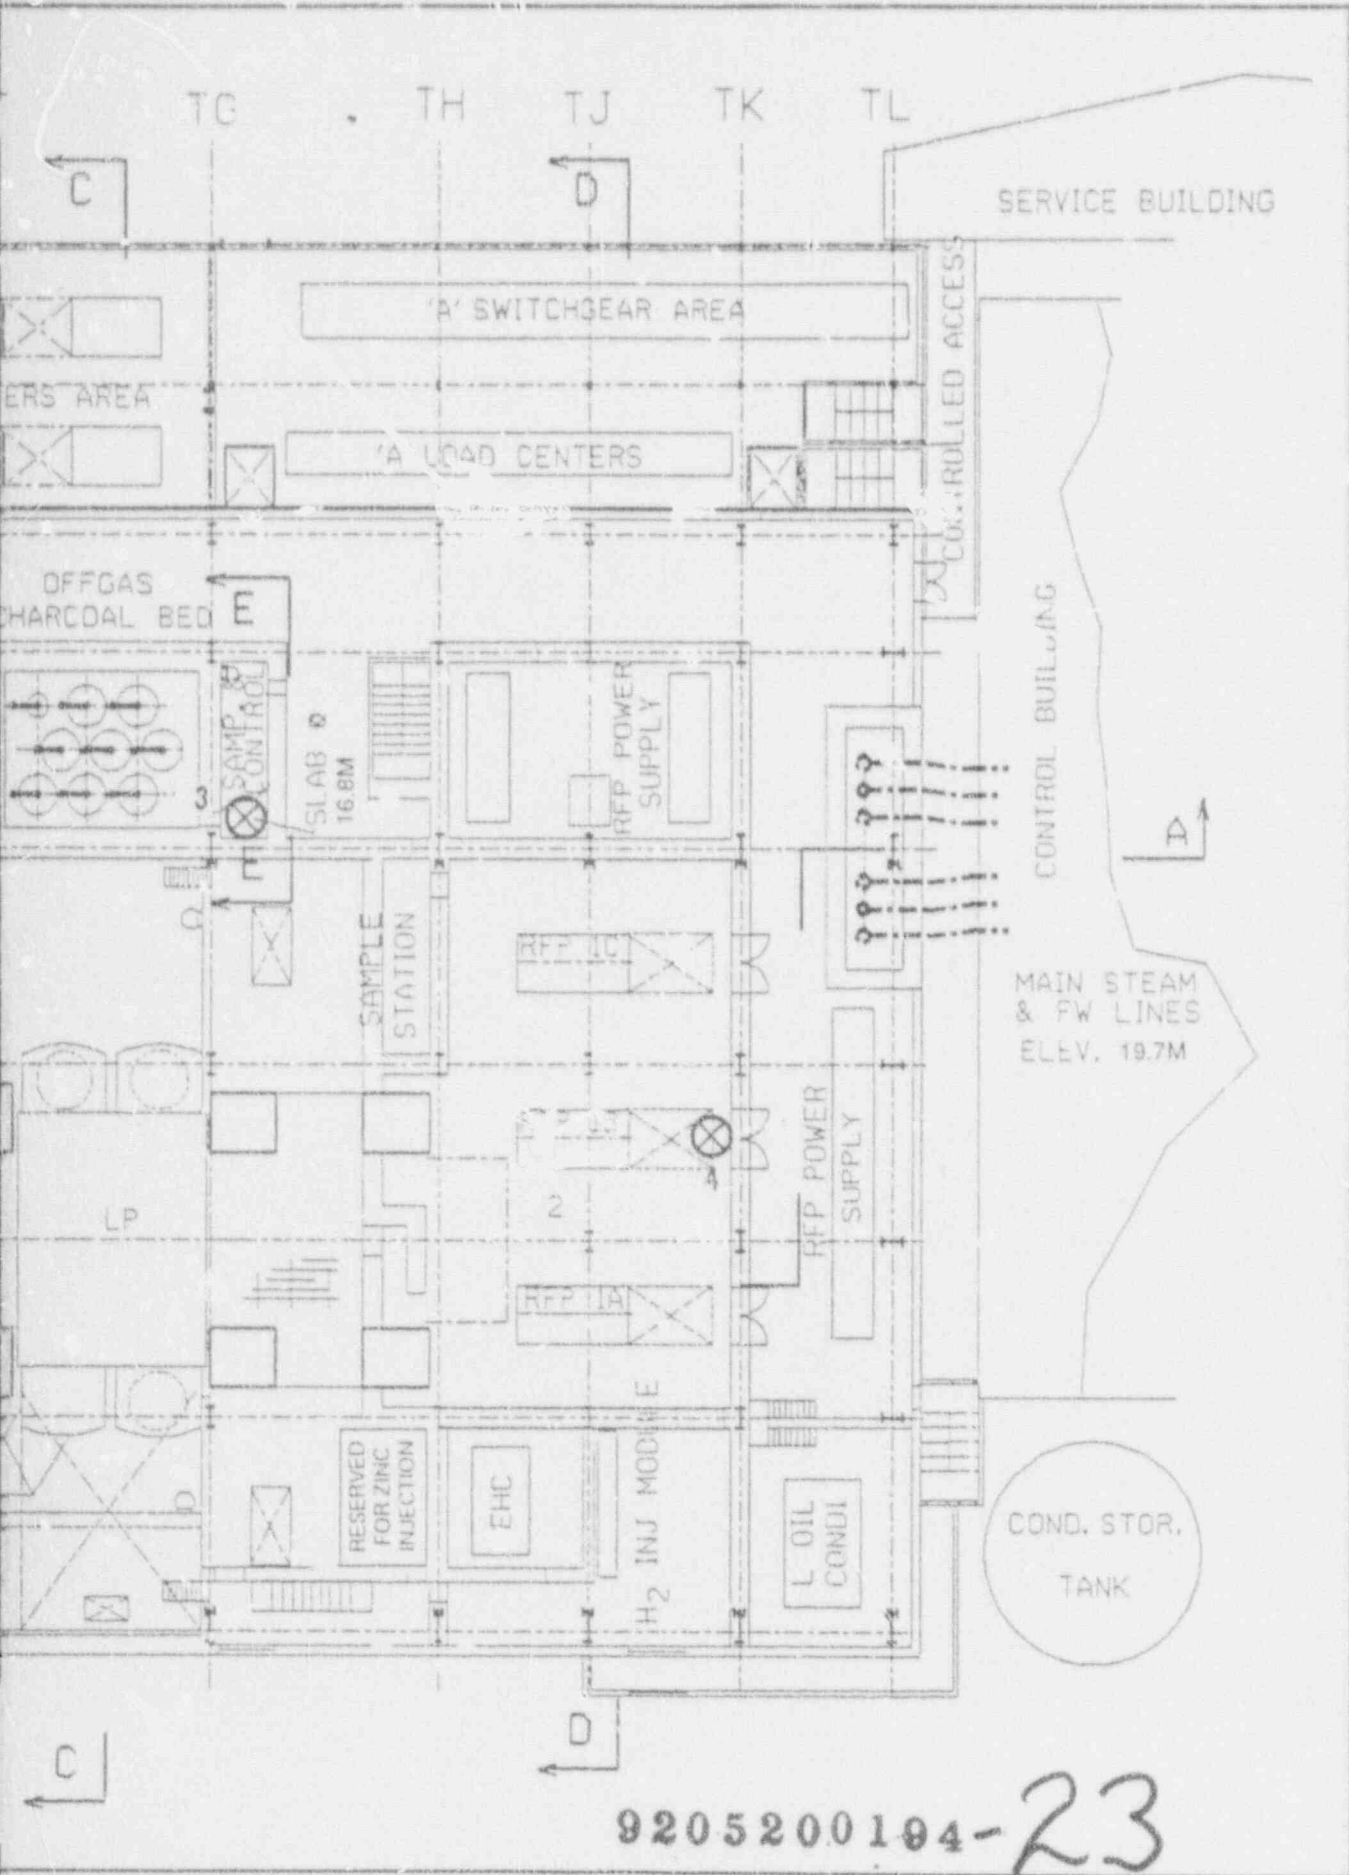 TG TH TJ TK TL
C D
SERVICE BUILDING
'A' SWITCHGEAR AREA
CONTROLLED ACCESS
ERS AREA
'A LOAD CENTERS
OFFGAS
CHARCOAL BED
E
SAMP. &
CONTROL
SLAB @
16.8M
RFP POWER
SUPPLY
CONTROL BUILDING
3
A
E
SAMPLE
STATION
RFP 1C
MAIN STEAM
& FW LINES
ELEV. 19.7M
RFP POWER
SUPPLY
4
LP
2
RFP 1A
RESERVED
FOR ZINC
INJECTION
EHC
H2 INJ MODULE
L OIL
CONDI
COND. STOR.
TANK
D
C
9205200194-23